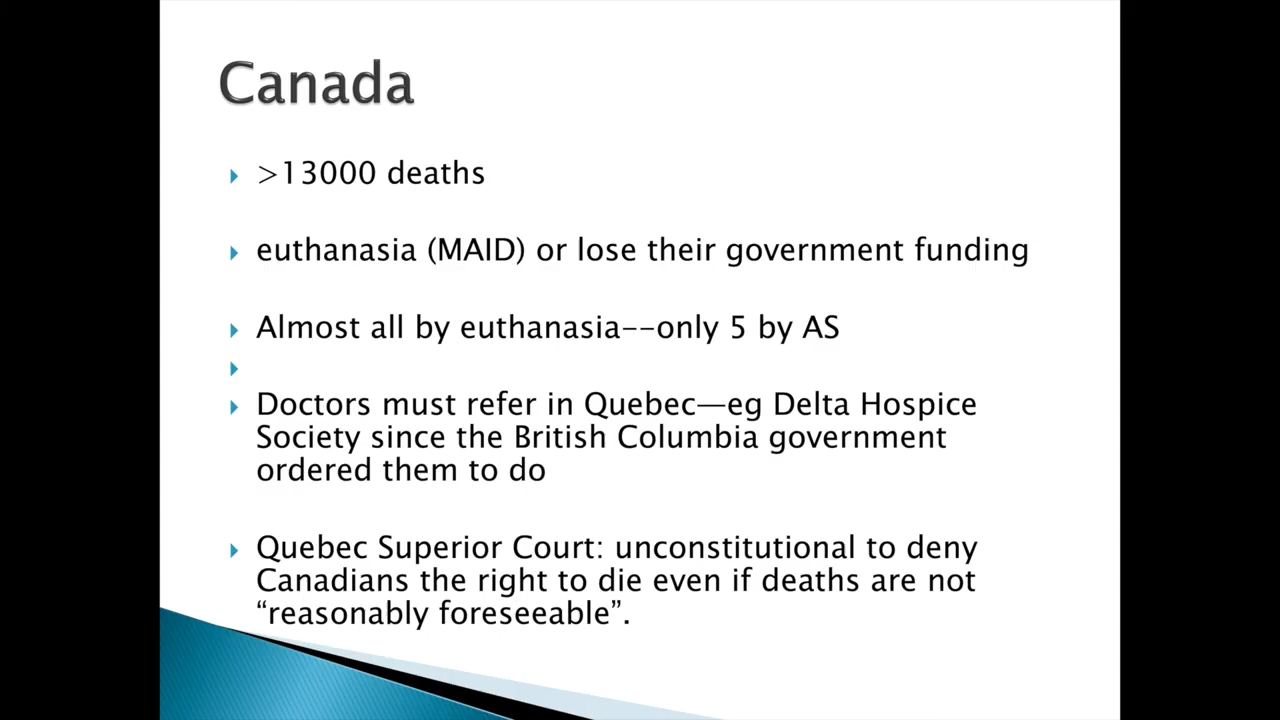 Canada
>13000 deaths
euthanasia (MAID) or lose their government funding
Almost all by euthanasia--only 5 by AS
Doctors must refer in Quebec—eg Delta Hospice
Society since the British Columbia government
ordered them to do
Quebec Superior Court: unconstitutional to deny
Canadians the right to die even if deaths are not
“reasonably foreseeable”.